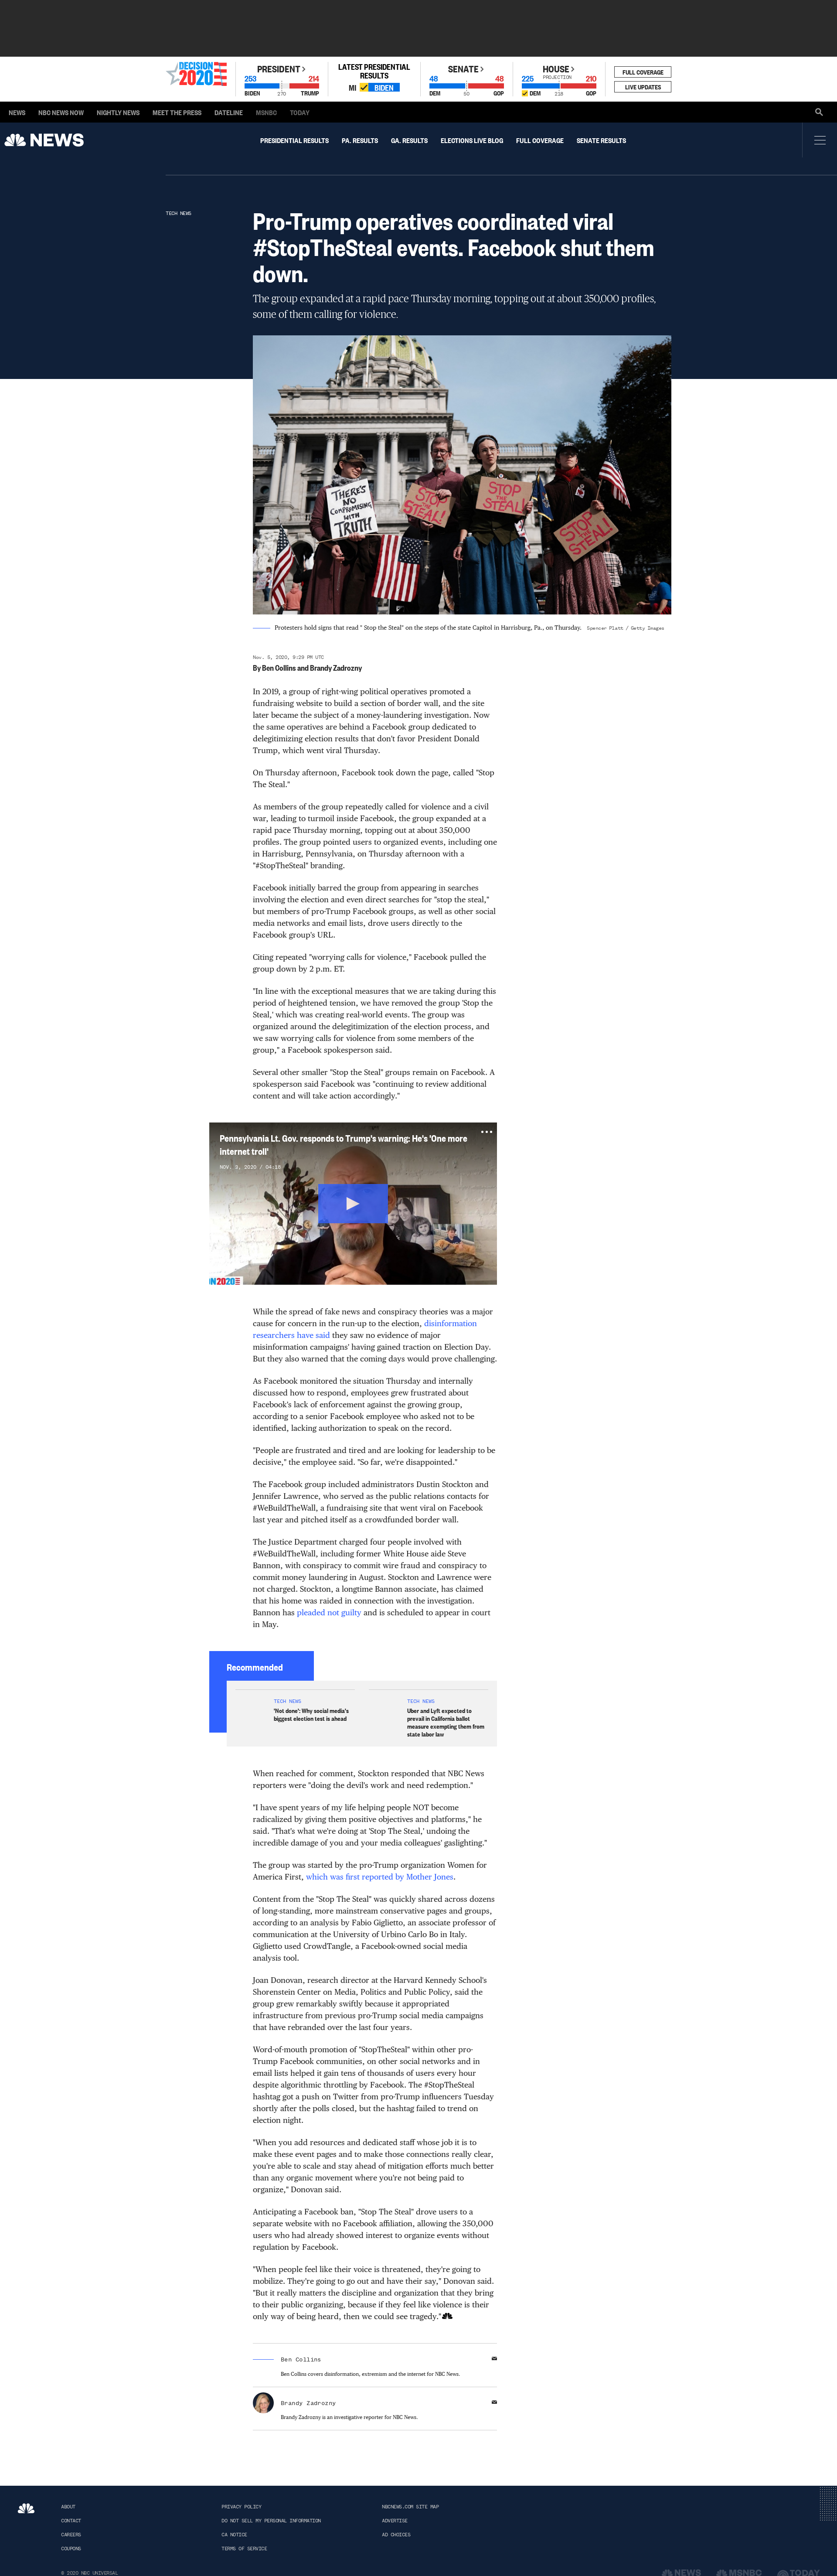 DECISION
2020
PRESIDENT
253 214
BIDEN 270 TRUMP
LATEST PRESIDENTIAL
RESULTS
MI BIDEN
SENATE
48 48
DEM 50 GOP
HOUSE
PROJECTION
225 210
DEM 218 GOP
FULL COVERAGE
LIVE UPDATES
NEWS NBC NEWS NOW NIGHTLY NEWS MEET THE PRESS DATELINE MSNBC TODAY
NEWS
PRESIDENTIAL RESULTS PA. RESULTS GA. RESULTS ELECTIONS LIVE BLOG FULL COVERAGE SENATE RESULTS
TECH NEWS
Pro-Trump operatives coordinated viral
#StopTheSteal events. Facebook shut them
down.
The group expanded at a rapid pace Thursday morning, topping out at about 350,000 profiles,
some of them calling for violence.
THERE'S
NO
COMPROMISING
WITH
TRUTH
STOP
THE
STEAL!
STOP
THE
STEAL!
STOP
THE
STEAL!
Protesters hold signs that read " Stop the Steal" on the steps of the state Capitol in Harrisburg, Pa., on Thursday. Spencer Platt / Getty Images
Nov. 5, 2020, 9:29 PM UTC
By Ben Collins and Brandy Zadrozny
In 2019, a group of right-wing political operatives promoted a
fundraising website to build a section of border wall, and the site
later became the subject of a money-laundering investigation. Now
the same operatives are behind a Facebook group dedicated to
delegitimizing election results that don't favor President Donald
Trump, which went viral Thursday.
On Thursday afternoon, Facebook took down the page, called "Stop
The Steal."
As members of the group repeatedly called for violence and a civil
war, leading to turmoil inside Facebook, the group expanded at a
rapid pace Thursday morning, topping out at about 350,000
profiles. The group pointed users to organized events, including one
in Harrisburg, Pennsylvania, on Thursday afternoon with a
"#StopTheSteal" branding.
Facebook initially barred the group from appearing in searches
involving the election and even direct searches for "stop the steal,"
but members of pro-Trump Facebook groups, as well as other social
media networks and email lists, drove users directly to the
Facebook group's URL.
Citing repeated "worrying calls for violence," Facebook pulled the
group down by 2 p.m. ET.
"In line with the exceptional measures that we are taking during this
period of heightened tension, we have removed the group 'Stop the
Steal,' which was creating real-world events. The group was
organized around the delegitimization of the election process, and
we saw worrying calls for violence from some members of the
group," a Facebook spokesperson said.
Several other smaller "Stop the Steal" groups remain on Facebook. A
spokesperson said Facebook was "continuing to review additional
content and will take action accordingly."
Pennsylvania Lt. Gov. responds to Trump's warning: He's 'One more
internet troll'
NOV. 3, 2020 / 04:16
ON 2020
While the spread of fake news and conspiracy theories was a major
cause for concern in the run-up to the election, disinformation
researchers have said they saw no evidence of major
misinformation campaigns' having gained traction on Election Day.
But they also warned that the coming days would prove challenging.
As Facebook monitored the situation Thursday and internally
discussed how to respond, employees grew frustrated about
Facebook's lack of enforcement against the growing group,
according to a senior Facebook employee who asked not to be
identified, lacking authorization to speak on the record.
"People are frustrated and tired and are looking for leadership to be
decisive," the employee said. "So far, we're disappointed."
The Facebook group included administrators Dustin Stockton and
Jennifer Lawrence, who served as the public relations contacts for
#WeBuildTheWall, a fundraising site that went viral on Facebook
last year and pitched itself as a crowdfunded border wall.
The Justice Department charged four people involved with
#WeBuildTheWall, including former White House aide Steve
Bannon, with conspiracy to commit wire fraud and conspiracy to
commit money laundering in August. Stockton and Lawrence were
not charged. Stockton, a longtime Bannon associate, has claimed
that his home was raided in connection with the investigation.
Bannon has pleaded not guilty and is scheduled to appear in court
in May.
Recommended
TECH NEWS
'Not done': Why social media's
biggest election test is ahead
TECH NEWS
Uber and Lyft expected to
prevail in California ballot
measure exempting them from
state labor law
When reached for comment, Stockton responded that NBC News
reporters were "doing the devil's work and need redemption."
"I have spent years of my life helping people NOT become
radicalized by giving them positive objectives and platforms," he
said. "That's what we're doing at 'Stop The Steal,' undoing the
incredible damage of you and your media colleagues' gaslighting."
The group was started by the pro-Trump organization Women for
America First, which was first reported by Mother Jones.
Content from the "Stop The Steal" was quickly shared across dozens
of long-standing, more mainstream conservative pages and groups,
according to an analysis by Fabio Giglietto, an associate professor of
communication at the University of Urbino Carlo Bo in Italy.
Giglietto used CrowdTangle, a Facebook-owned social media
analysis tool.
Joan Donovan, research director at the Harvard Kennedy School's
Shorenstein Center on Media, Politics and Public Policy, said the
group grew remarkably swiftly because it appropriated
infrastructure from previous pro-Trump social media campaigns
that have rebranded over the last four years.
Word-of-mouth promotion of "StopTheSteal" within other pro-
Trump Facebook communities, on other social networks and in
email lists helped it gain tens of thousands of users every hour
despite algorithmic throttling by Facebook. The #StopTheSteal
hashtag got a push on Twitter from pro-Trump influencers Tuesday
shortly after the polls closed, but the hashtag failed to trend on
election night.
"When you add resources and dedicated staff whose job it is to
make these event pages and to make those connections really clear,
you're able to scale and stay ahead of mitigation efforts much better
than any organic movement where you're not being paid to
organize," Donovan said.
Anticipating a Facebook ban, "Stop The Steal" drove users to a
separate website with no Facebook affiliation, allowing the 350,000
users who had already showed interest to organize events without
regulation by Facebook.
"When people feel like their voice is threatened, they're going to
mobilize. They're going to go out and have their say," Donovan said.
"But it really matters the discipline and organization that they bring
to their public organizing, because if they feel like violence is their
only way of being heard, then we could see tragedy."
Ben Collins
Ben Collins covers disinformation, extremism and the internet for NBC News.
Brandy Zadrozny
Brandy Zadrozny is an investigative reporter for NBC News.
ABOUT PRIVACY POLICY NBCNEWS.COM SITE MAP
CONTACT DO NOT SELL MY PERSONAL INFORMATION ADVERTISE
CAREERS CA NOTICE AD CHOICES
COUPONS TERMS OF SERVICE
© 2020 NBC UNIVERSAL NEWS MSNBC TODAY